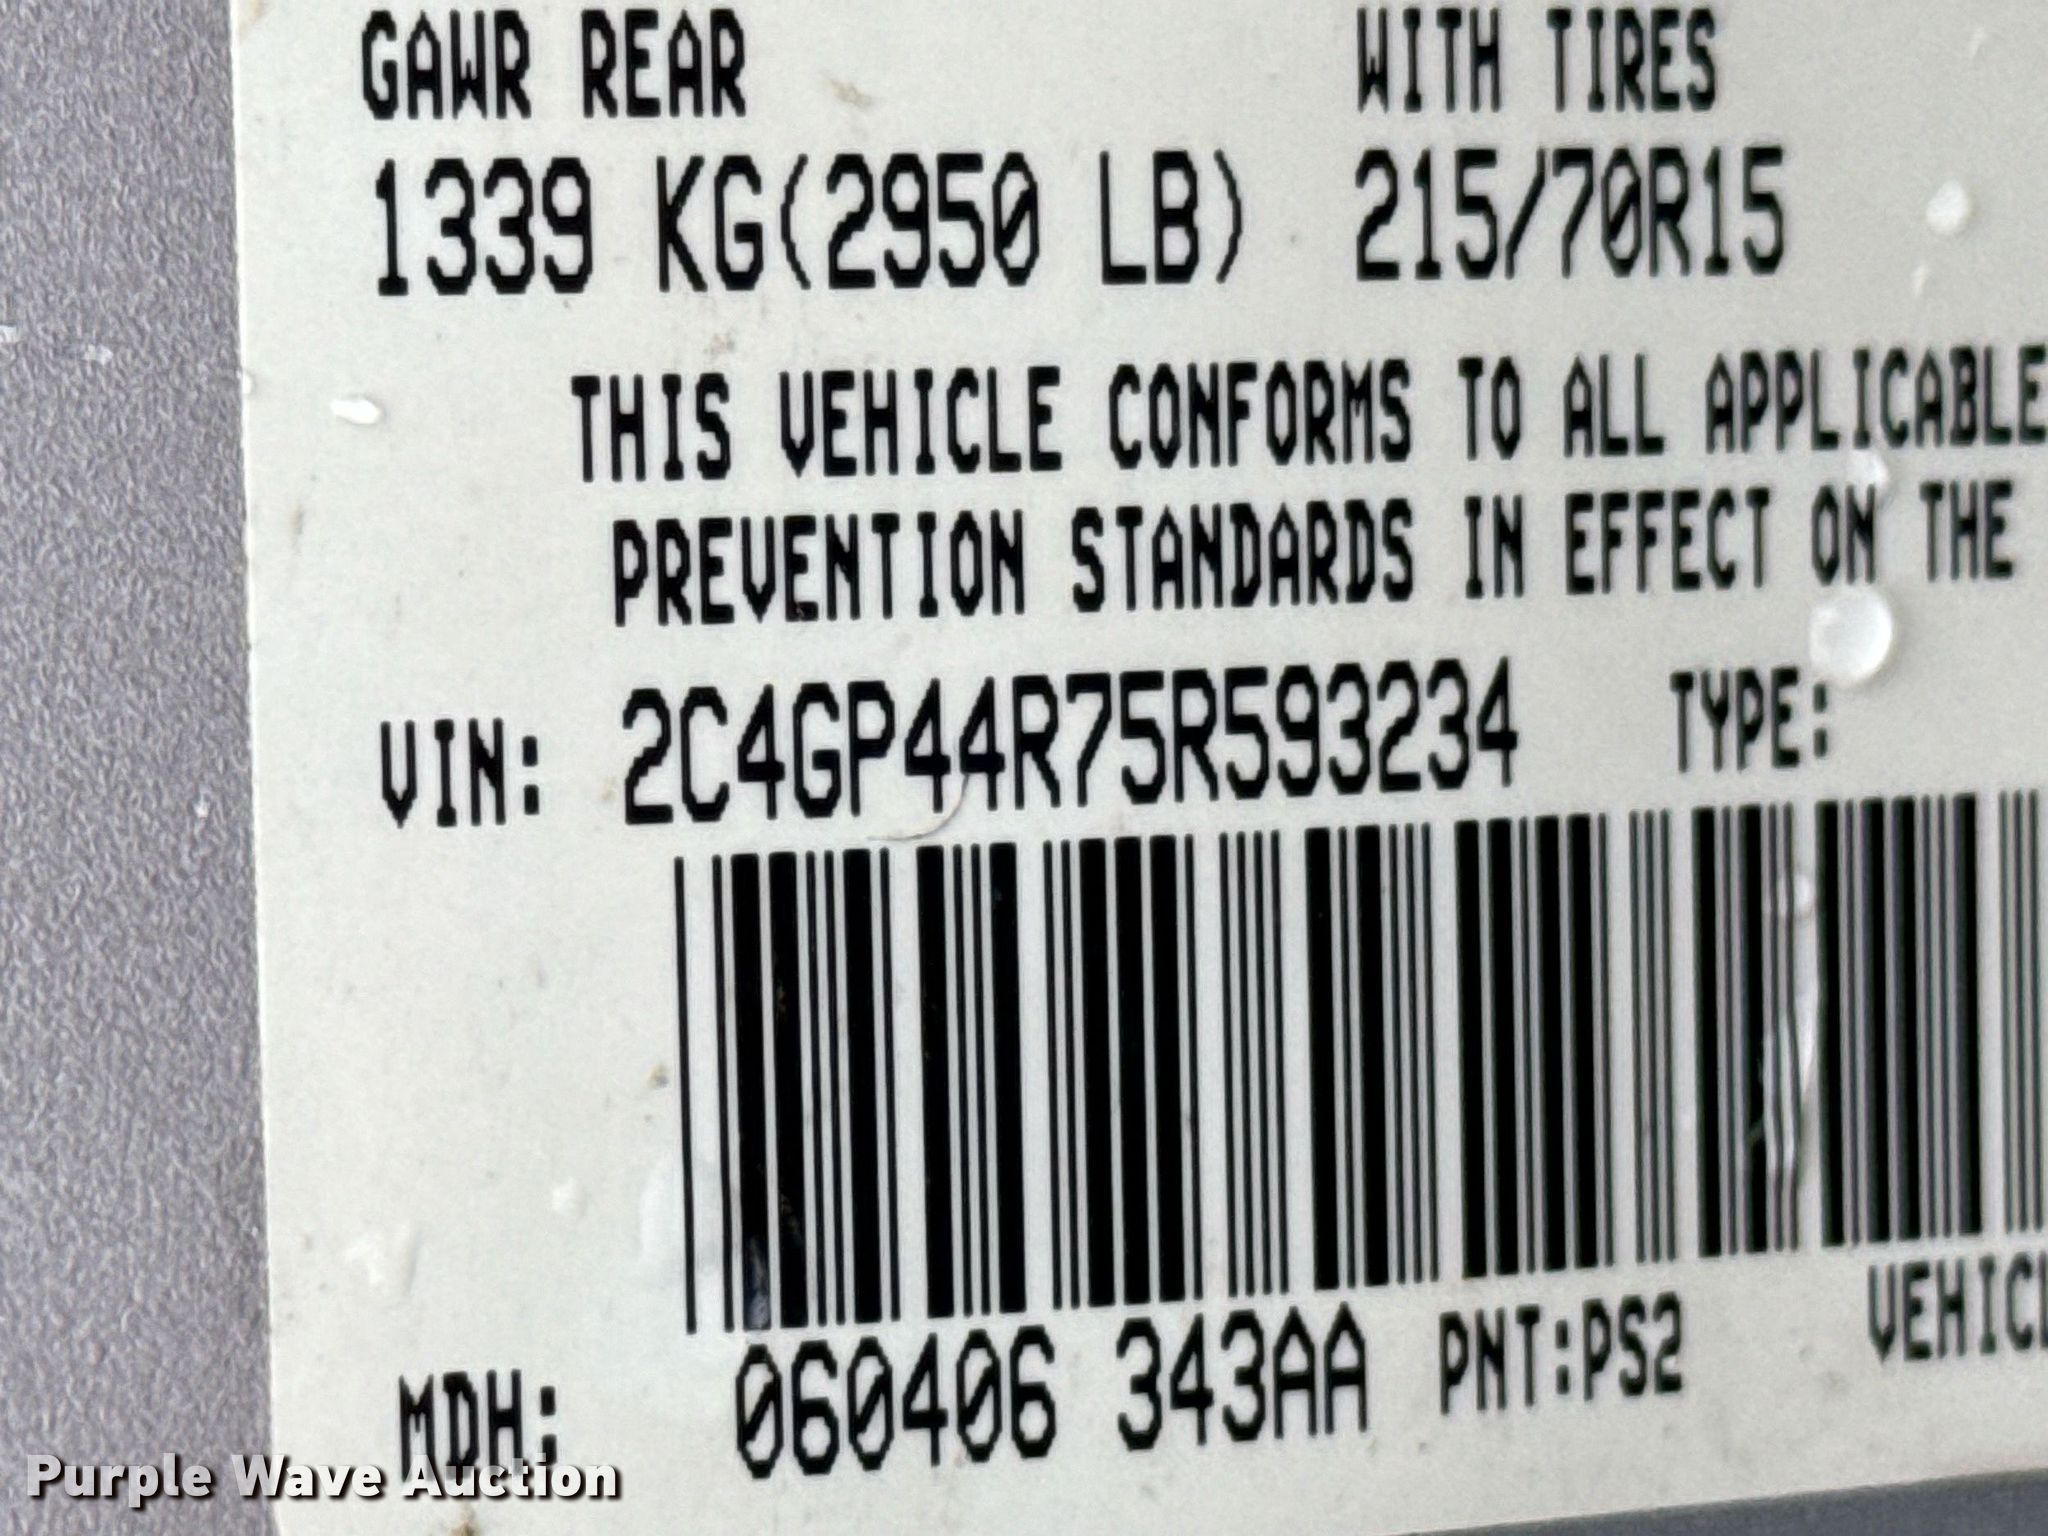 GAWR REAR WITH TIRES
1339 KG(2950 LB) 215/70R15
THIS VEHICLE CONFORMS TO ALL APPLICABLE
PREVENTION STANDARDS IN EFFECT ON THE
VIN: 2C4GP44R75R593234 TYPE:
MDH: 060406 343AA PNT:PS2 VEHICL
Purple Wave Auction